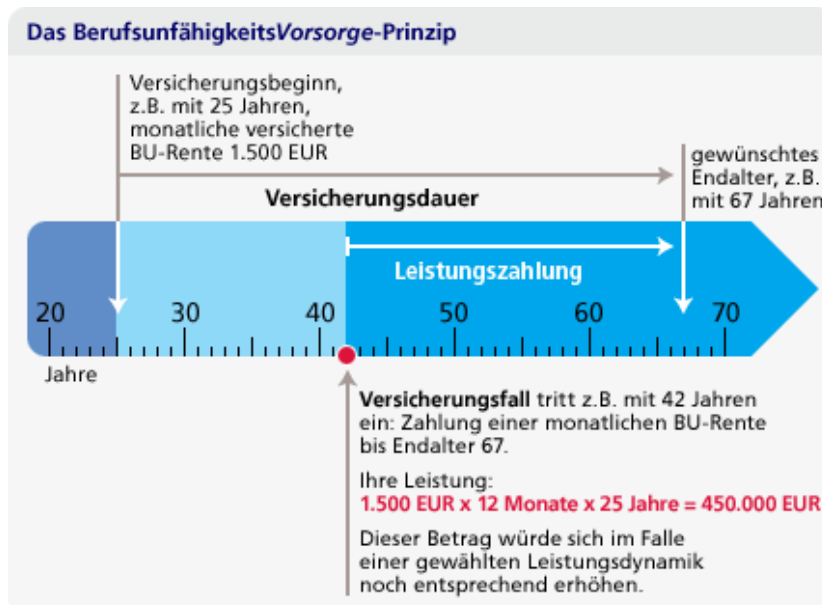 Das BerufsunfähigkeitsVorsorge-Prinzip
Versicherungsbeginn,
z.B. mit 25 Jahren,
monatliche versicherte
BU-Rente 1.500 EUR
gewünschtes
Endalter, z.B.
mit 67 Jahren
Versicherungsdauer
Leistungszahlung
20 30 40 50 60 70
Jahre
Versicherungsfall tritt z.B. mit 42 Jahren
ein: Zahlung einer monatlichen BU-Rente
bis Endalter 67.
Ihre Leistung:
1.500 EUR x 12 Monate x 25 Jahre = 450.000 EUR
Dieser Betrag würde sich im Falle
einer gewählten Leistungsdynamik
noch entsprechend erhöhen.